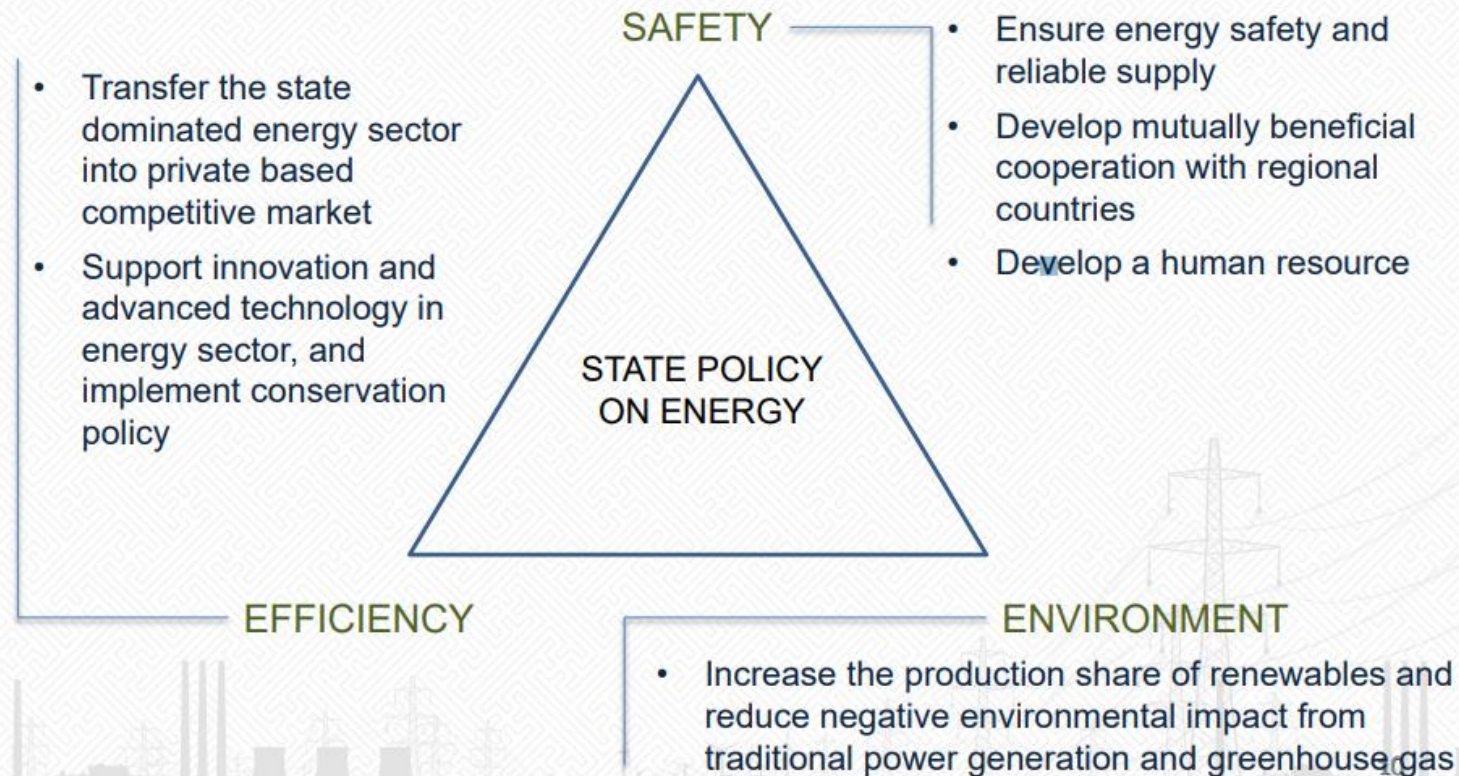 SAFETY
• Ensure energy safety and
reliable supply
• Develop mutually beneficial
cooperation with regional
countries
• Develop a human resource
• Transfer the state
dominated energy sector
into private based
competitive market
• Support innovation and
advanced technology in
energy sector, and
implement conservation
policy
STATE POLICY
ON ENERGY
EFFICIENCY
ENVIRONMENT
• Increase the production share of renewables and
reduce negative environmental impact from
traditional power generation and greenhouse gas